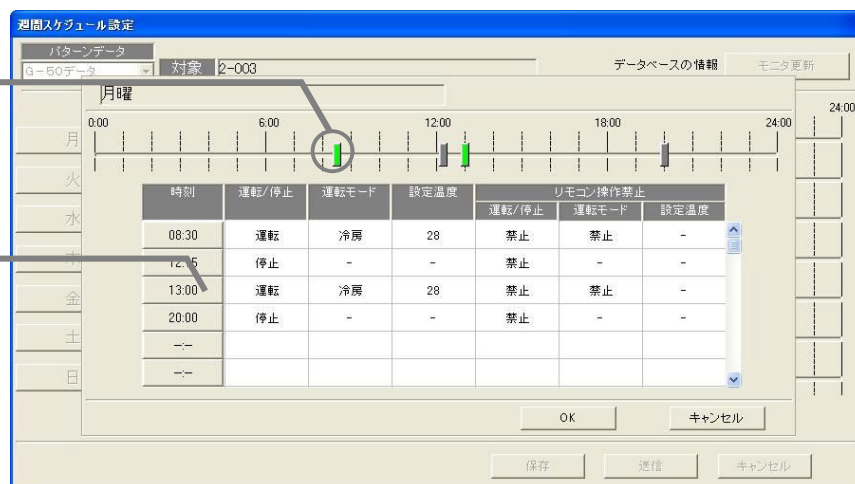 週間スケジュール設定
パターンデータ
G-50データ 対象 2-003 データベースの情報 モニタ更新
月曜
0:00 6:00 12:00 18:00 24:00
24:00
月
火
水
木
金
土
日
時刻 運転/停止 運転モード 設定温度 リモコン操作禁止
運転/停止 運転モード 設定温度
08:30 運転 冷房 28 禁止 禁止 -
12:15 停止 - - 禁止 - -
13:00 運転 冷房 28 禁止 禁止 -
20:00 停止 - - 禁止 - -
--:--
--:--
OK キャンセル
保存 送信 キャンセル